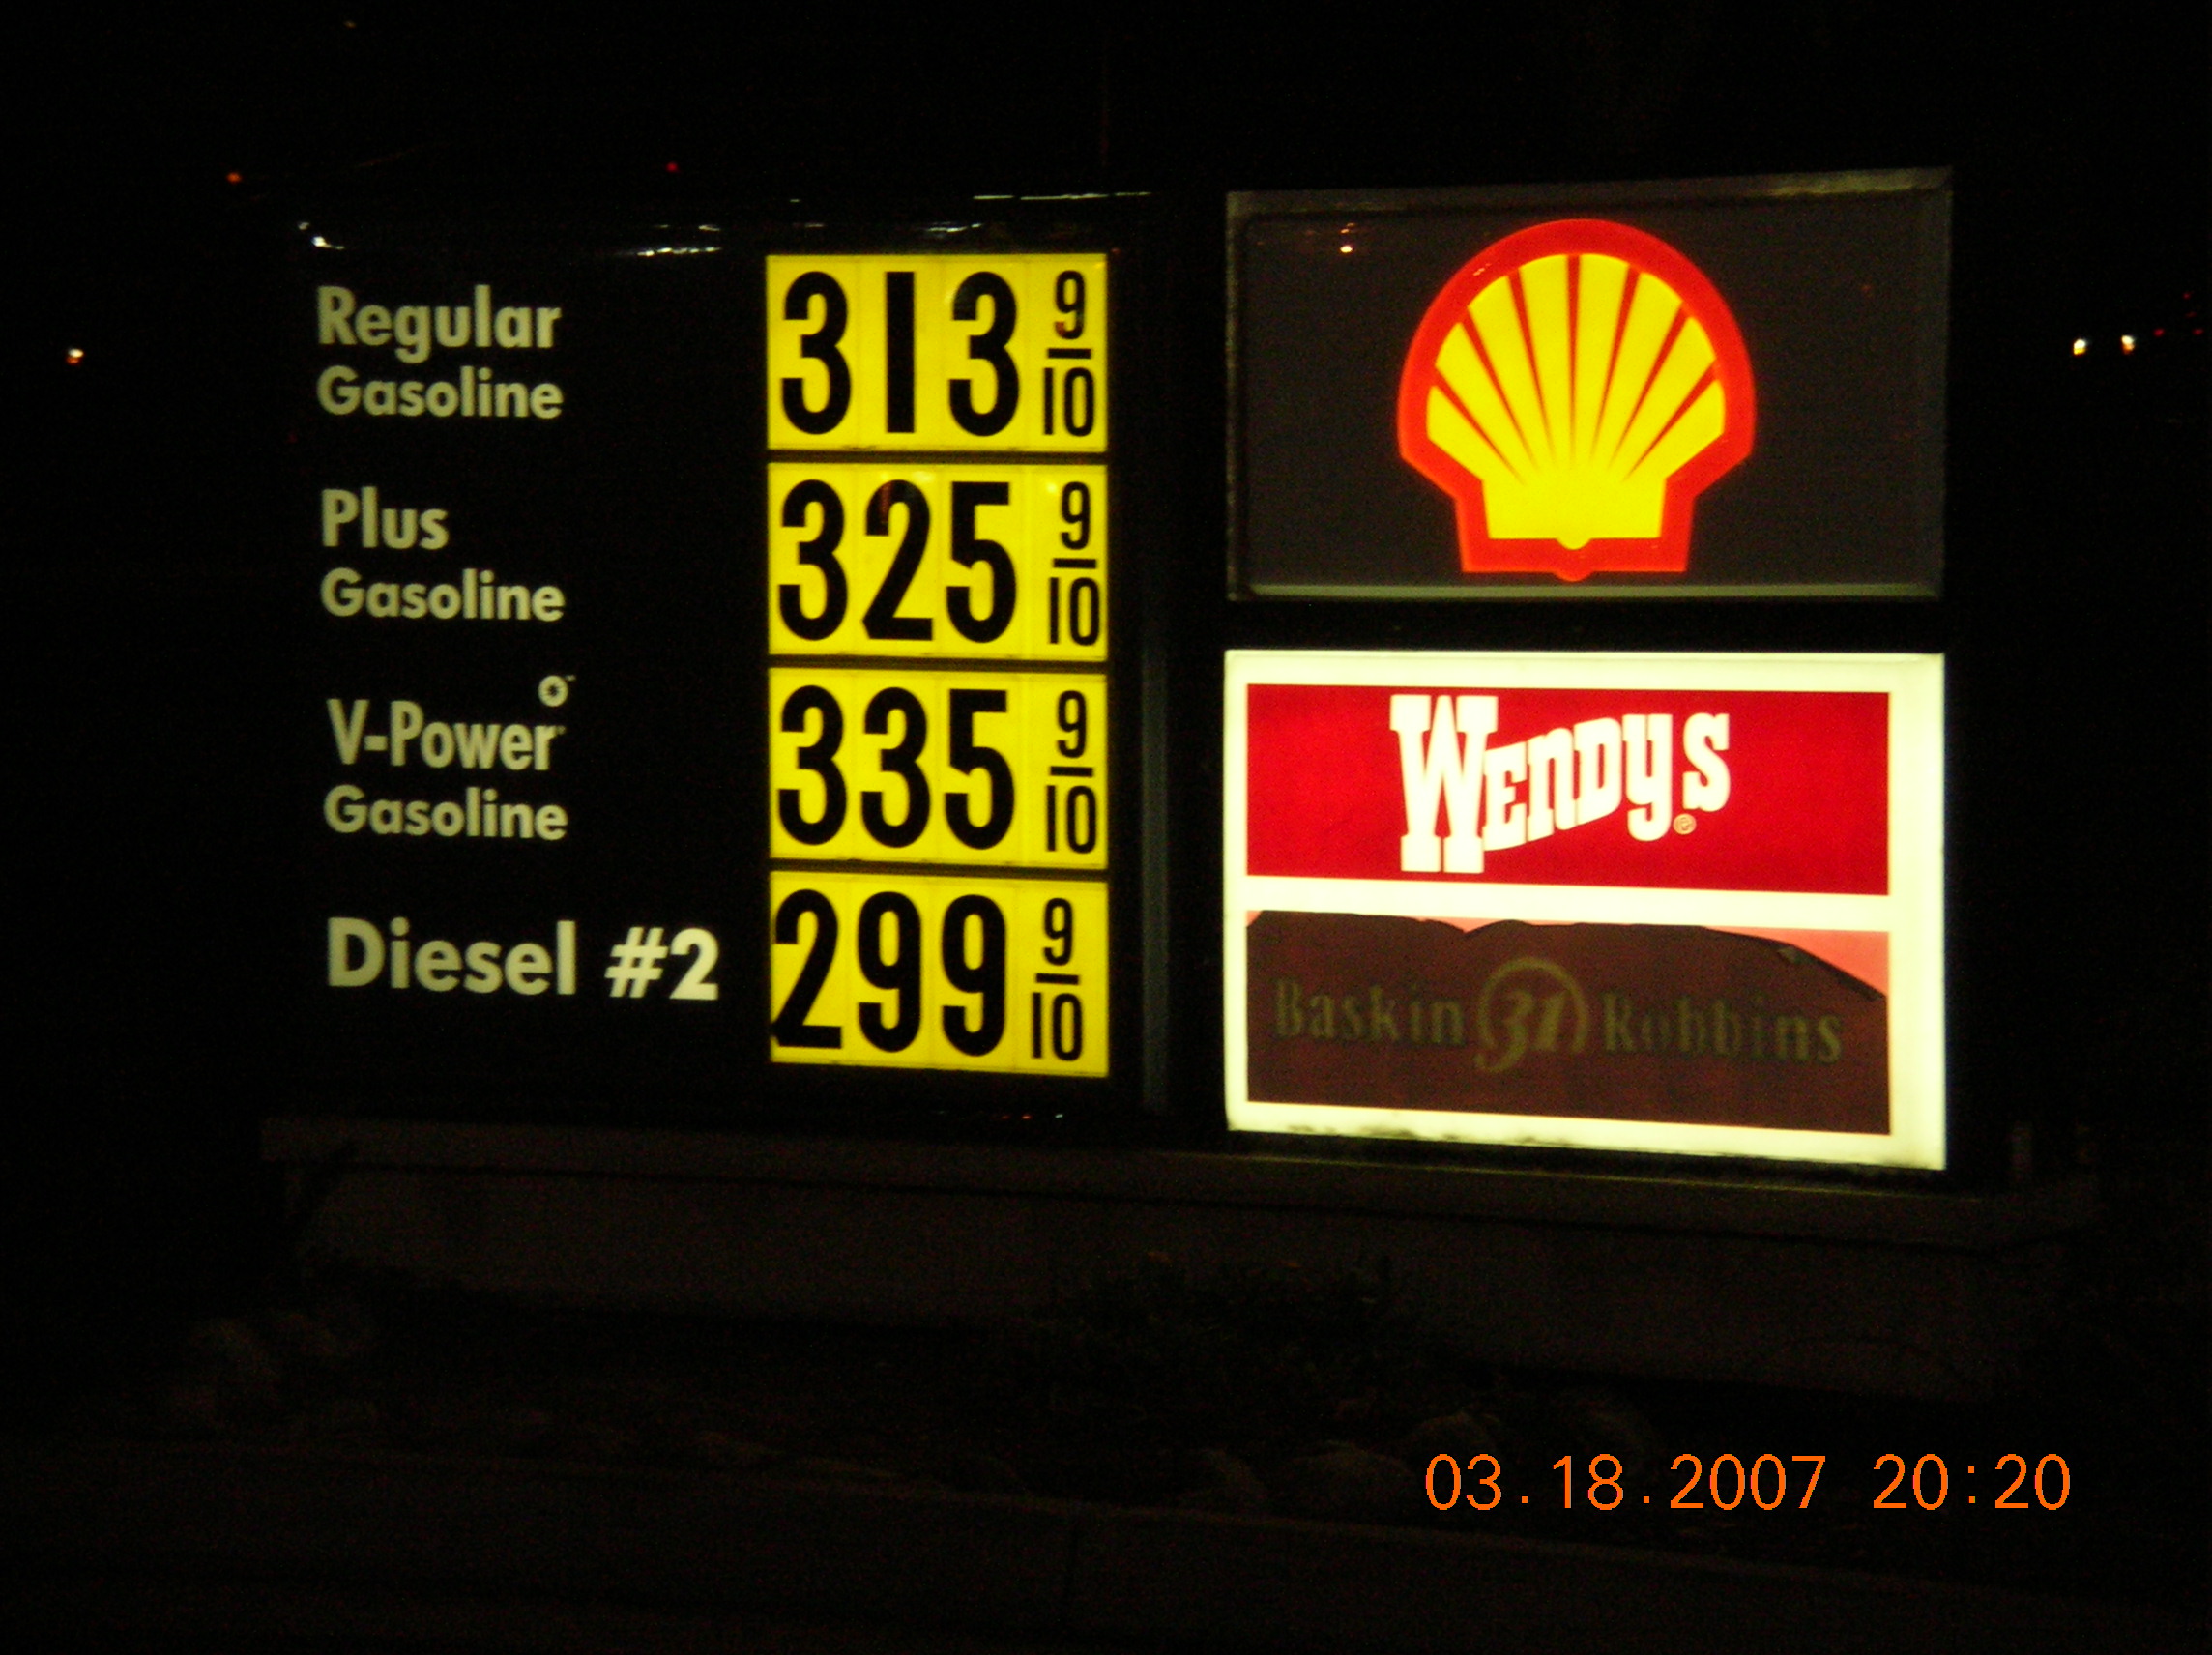 Regular
Gasoline
313 9/10
Plus
Gasoline
325 9/10
V-Power
Gasoline
335 9/10
Diesel #2
299 9/10
Wendy's
Baskin 31 Robbins
03.18.2007 20:20